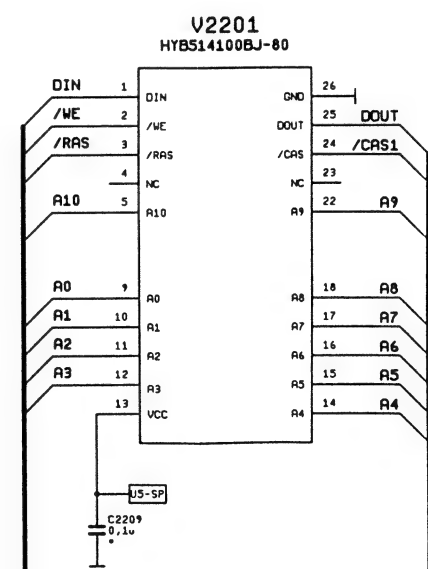 V2201
HYB514100BJ-80
DIN 1 DIN GND 26
/WE 2 /WE DOUT 25 DOUT
/RAS 3 /RAS /CAS 24 /CAS1
4 NC NC 23
A10 5 A10 A9 22 A9
A0 9 A0 A8 18 A8
A1 10 A1 A7 17 A7
A2 11 A2 A6 16 A6
A3 12 A3 A5 15 A5
13 VCC A4 14 A4
U5-SP
C2209
0,1u
*